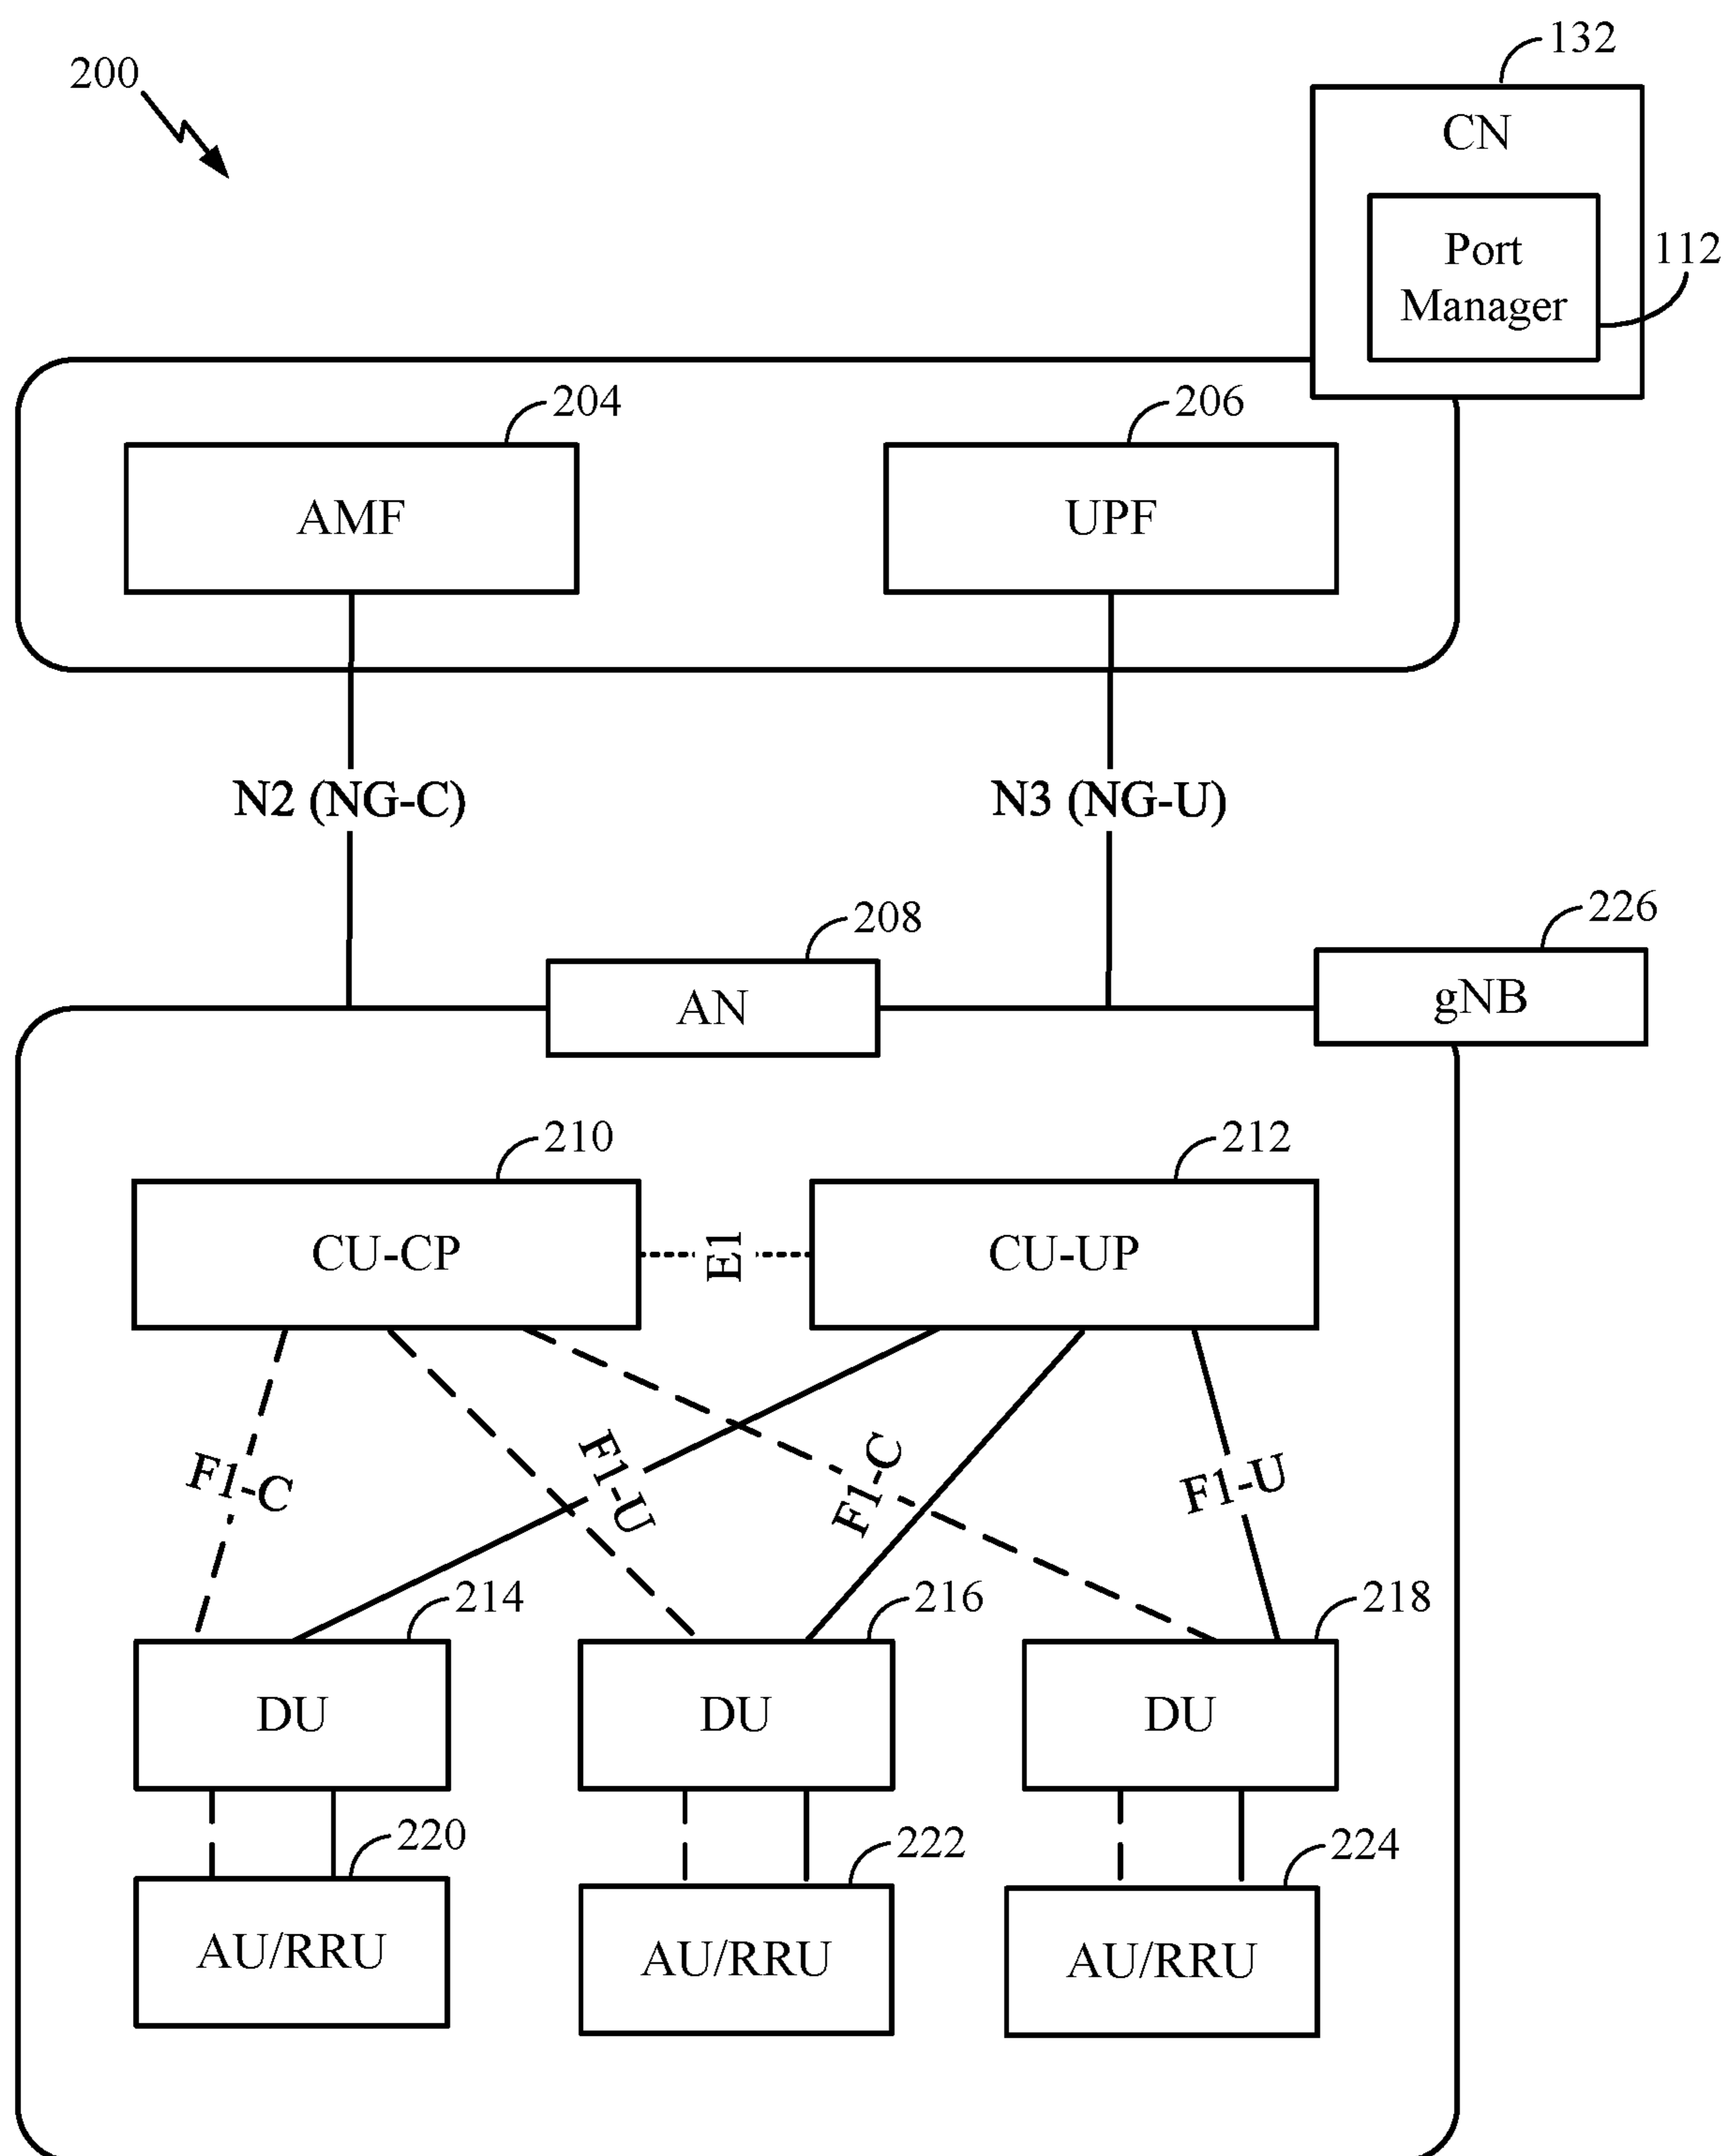 200
132
CN
Port
Manager
112
204
206
AMF
UPF
N2 (NG-C)
N3 (NG-U)
208
226
AN
gNB
210
212
CU-CP
E1
CU-UP
F1-C
F1-U
F1-C
F1-U
214
216
218
DU
DU
DU
220
222
224
AU/RRU
AU/RRU
AU/RRU